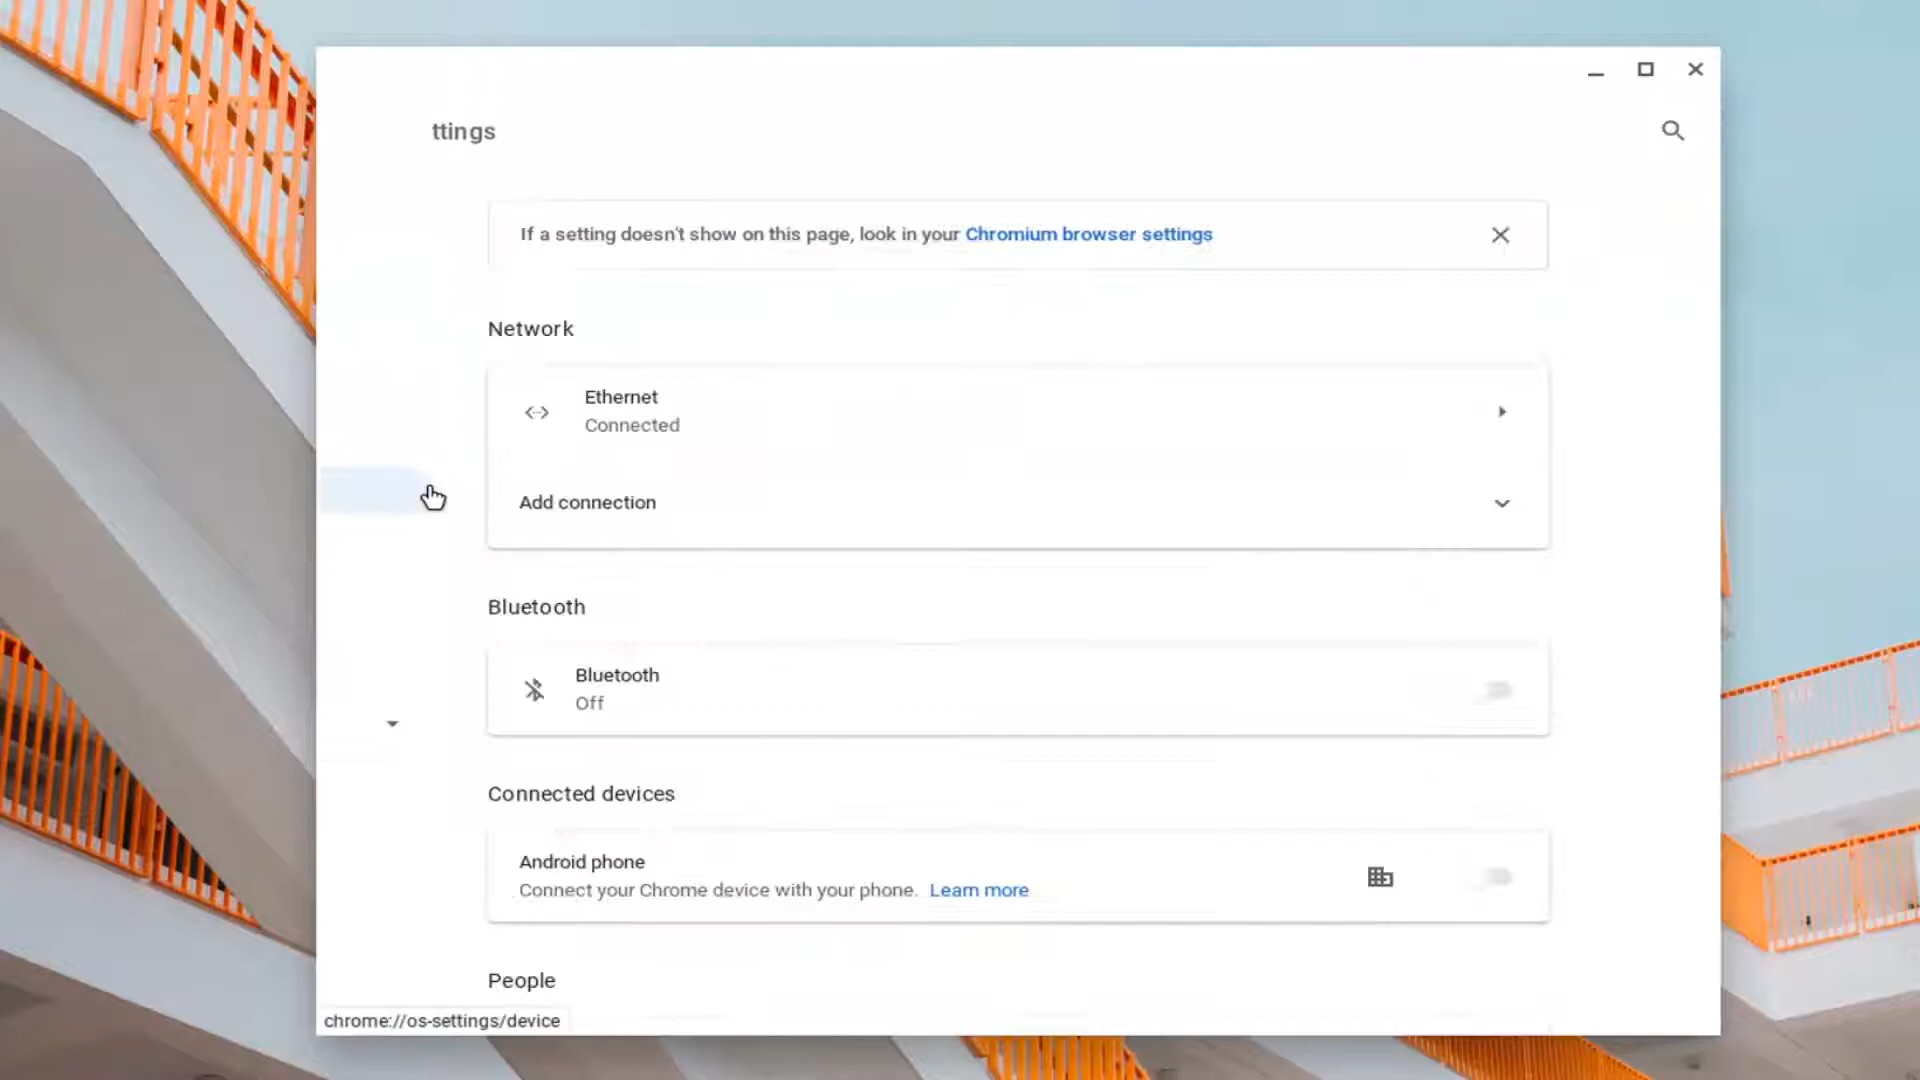 ttings
If a setting doesn't show on this page, look in your Chromium browser settings
Network
Ethernet
Connected
Add connection
Bluetooth
Bluetooth
Off
Connected devices
Android phone
Connect your Chrome device with your phone. Learn more
People
chrome://os-settings/device